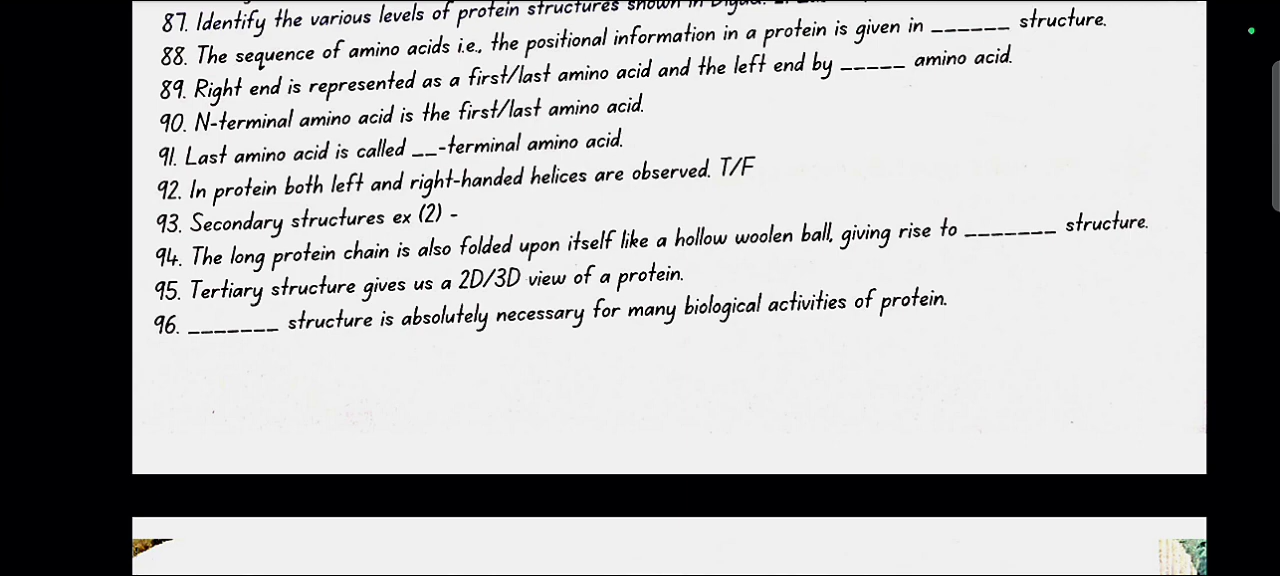 87. Identify the various levels of protein structures shown in
88. The sequence of amino acids i.e., the positional information in a protein is given in ______ structure.
89. Right end is represented as a first/last amino acid and the left end by _____ amino acid.
90. N-terminal amino acid is the first/last amino acid.
91. Last amino acid is called __-terminal amino acid.
92. In protein both left and right-handed helices are observed. T/F
93. Secondary structures ex (2) -
94. The long protein chain is also folded upon itself like a hollow woolen ball, giving rise to _______ structure.
95. Tertiary structure gives us a 2D/3D view of a protein.
96. _______ structure is absolutely necessary for many biological activities of protein.